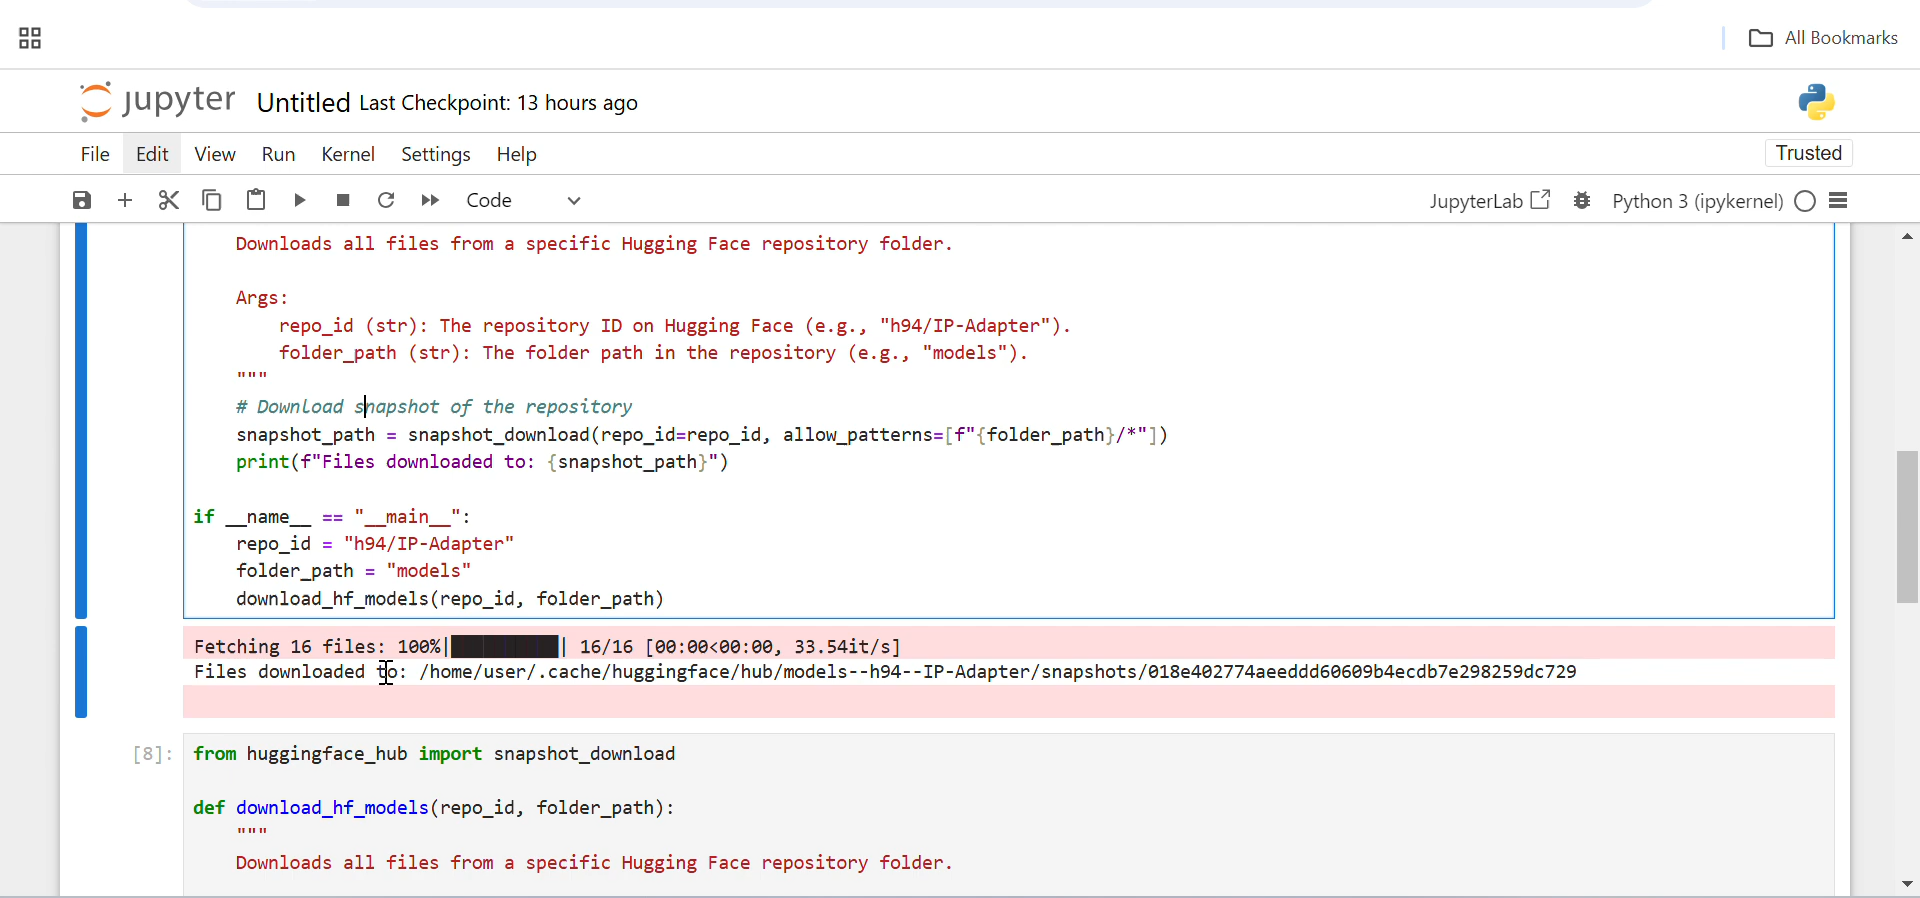 All Bookmarks
jupyter Untitled Last Checkpoint: 13 hours ago
File Edit View Run Kernel Settings Help Trusted
Code JupyterLab Python 3 (ipykernel)
Downloads all files from a specific Hugging Face repository folder.
Args:
repo_id (str): The repository ID on Hugging Face (e.g., "h94/IP-Adapter").
folder_path (str): The folder path in the repository (e.g., "models").
"""
# Download snapshot of the repository
snapshot_path = snapshot_download(repo_id=repo_id, allow_patterns=[f"{folder_path}/*"])
print(f"Files downloaded to: {snapshot_path}")
if __name__ == "__main__":
repo_id = "h94/IP-Adapter"
folder_path = "models"
download_hf_models(repo_id, folder_path)
Fetching 16 files: 100%|██████████| 16/16 [00:00<00:00, 33.54it/s]
Files downloaded to: /home/user/.cache/huggingface/hub/models--h94--IP-Adapter/snapshots/018e402774aeeddd60609b4ecdb7e298259dc729
[8]: from huggingface_hub import snapshot_download
def download_hf_models(repo_id, folder_path):
"""
Downloads all files from a specific Hugging Face repository folder.